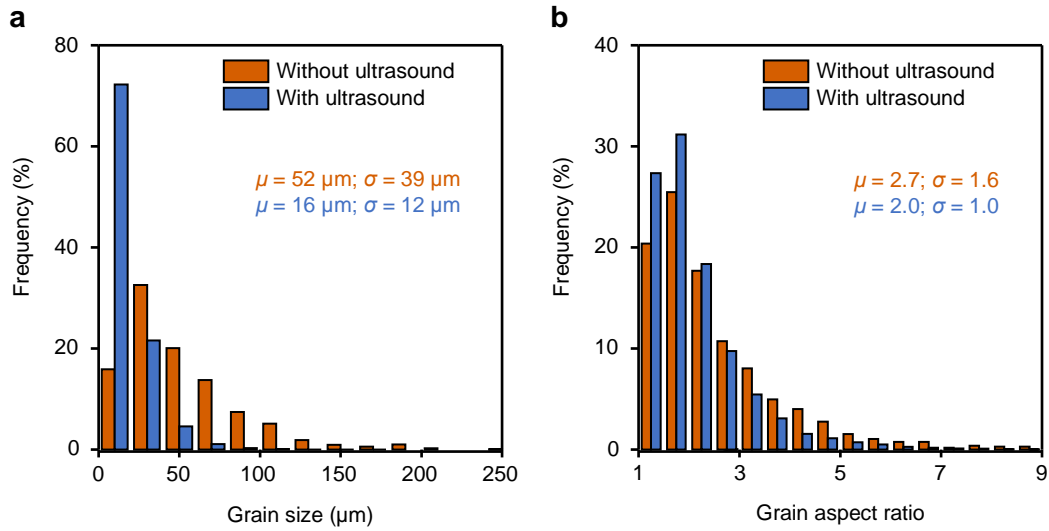 a
80
60
40
20
0
Frequency (%)
Without ultrasound
With ultrasound
μ = 52 μm; σ = 39 μm
μ = 16 μm; σ = 12 μm
0 50 100 150 200 250
Grain size (μm)
b
40
30
20
10
0
Frequency (%)
Without ultrasound
With ultrasound
μ = 2.7; σ = 1.6
μ = 2.0; σ = 1.0
1 3 5 7 9
Grain aspect ratio